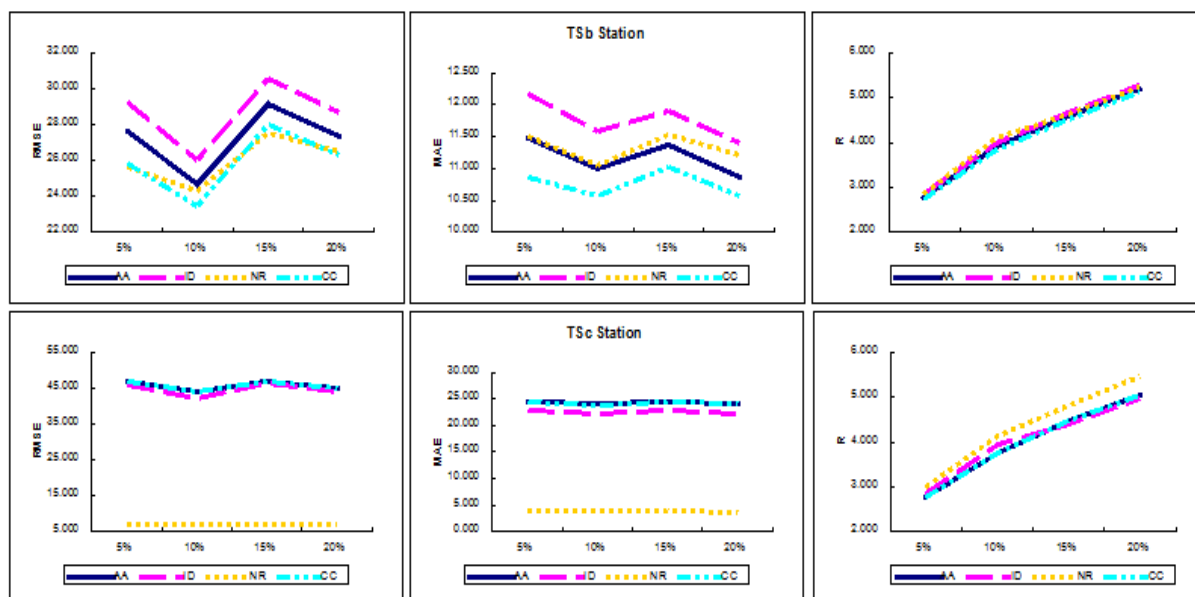 TSb Station
32.000
30.000
28.000
26.000
24.000
22.000
RMSE
5% 10% 15% 20%
AA ID NR CC
12.500
12.000
11.500
11.000
10.500
10.000
MAE
5% 10% 15% 20%
AA ID NR CC
6.000
5.000
4.000
3.000
2.000
R
5% 10% 15% 20%
AA ID NR CC
TSc Station
55.000
45.000
35.000
25.000
15.000
5.000
RMSE
5% 10% 15% 20%
AA ID NR CC
30.000
25.000
20.000
15.000
10.000
5.000
0.000
MAE
5% 10% 15% 20%
AA ID NR CC
6.000
5.000
4.000
3.000
2.000
R
5% 10% 15% 20%
AA ID NR CC